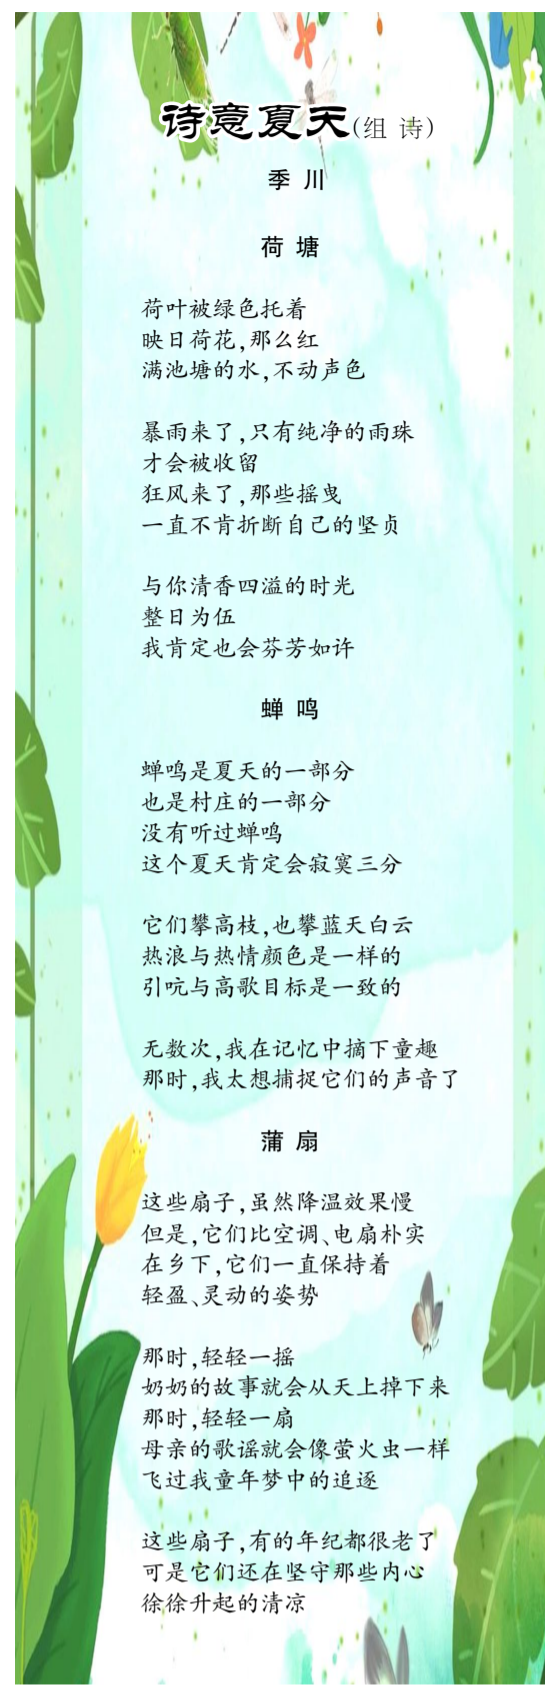 诗意夏天(组 诗)
季 川
荷 塘
荷叶被绿色托着
映日荷花,那么红
满池塘的水,不动声色
暴雨来了,只有纯净的雨珠
才会被收留
狂风来了,那些摇曳
一直不肯折断自己的坚贞
与你清香四溢的时光
整日为伍
我肯定也会芬芳如许
蝉 鸣
蝉鸣是夏天的一部分
也是村庄的一部分
没有听过蝉鸣
这个夏天肯定会寂寞三分
它们攀高枝,也攀蓝天白云
热浪与热情颜色是一样的
引吭与高歌目标是一致的
无数次,我在记忆中摘下童趣
那时,我太想捕捉它们的声音了
蒲 扇
这些扇子,虽然降温效果慢
但是,它们比空调、电扇朴实
在乡下,它们一直保持着
轻盈、灵动的姿势
那时,轻轻一摇
奶奶的故事就会从天上掉下来
那时,轻轻一扇
母亲的歌谣就会像萤火虫一样
飞过我童年梦中的追逐
这些扇子,有的年纪都很老了
可是它们还在坚守那些内心
徐徐升起的清凉